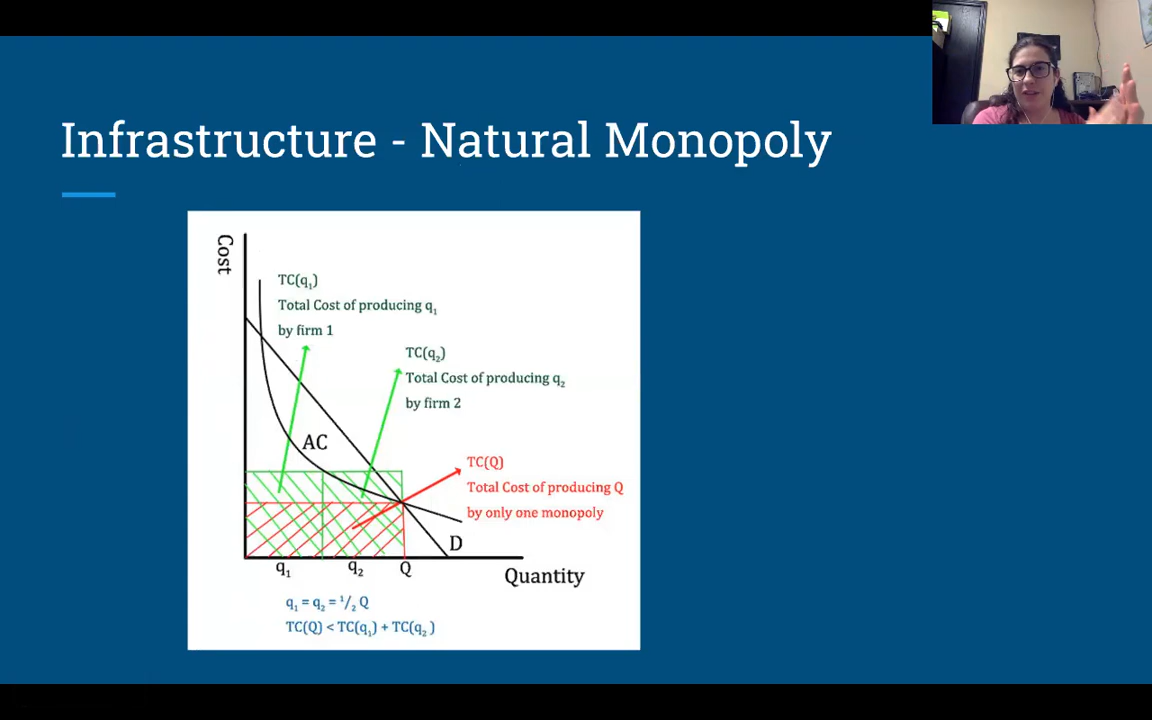 Infrastructure - Natural Monopoly
Cost
TC(q₁)
Total Cost of producing q₁
by firm 1
TC(q₂)
Total Cost of producing q₂
by firm 2
AC
TC(Q)
Total Cost of producing Q
by only one monopoly
D
q₁ q₂ Q
Quantity
q₁ = q₂ = ¹/₂ Q
TC(Q) < TC(q₁) + TC(q₂ )